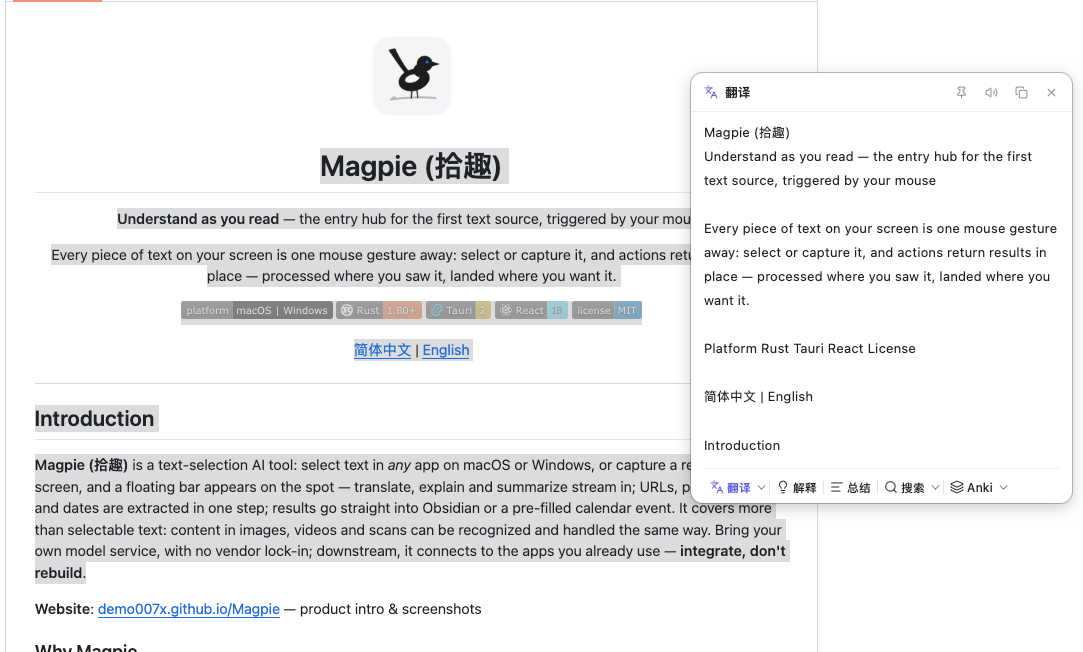 Magpie (拾趣)
Understand as you read — the entry hub for the first text source, triggered by your mou
Every piece of text on your screen is one mouse gesture away: select or capture it, and actions retu
place — processed where you saw it, landed where you want it.
platform macOS | Windows Rust 1.80+ Tauri 2 React 18 license MIT
简体中文 | English
Introduction
Magpie (拾趣) is a text-selection AI tool: select text in any app on macOS or Windows, or capture a re
screen, and a floating bar appears on the spot — translate, explain and summarize stream in; URLs, p
and dates are extracted in one step; results go straight into Obsidian or a pre-filled calendar event. It covers more
than selectable text: content in images, videos and scans can be recognized and handled the same way. Bring your
own model service, with no vendor lock-in; downstream, it connects to the apps you already use — integrate, don't
rebuild.
Website: demo007x.github.io/Magpie — product intro & screenshots
Why Magpie
翻译
Magpie (拾趣)
Understand as you read — the entry hub for the first
text source, triggered by your mouse
Every piece of text on your screen is one mouse gesture
away: select or capture it, and actions return results in
place — processed where you saw it, landed where you
want it.
Platform Rust Tauri React License
简体中文 | English
Introduction
翻译 解释 总结 搜索 Anki